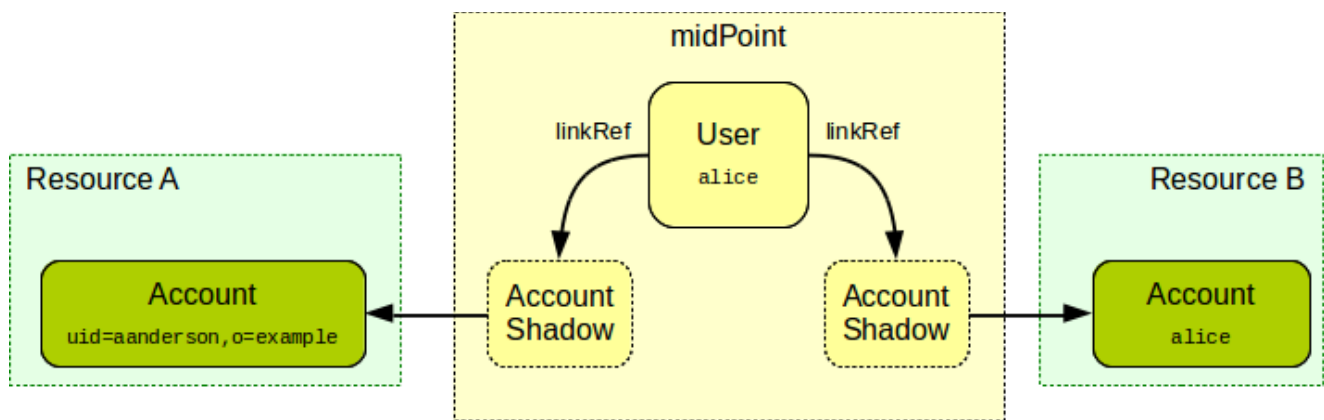 midPoint
linkRef
User
linkRef
alice
Resource A
Resource B
Account
uid=aanderson,o=example
Account
Shadow
Account
Shadow
Account
alice